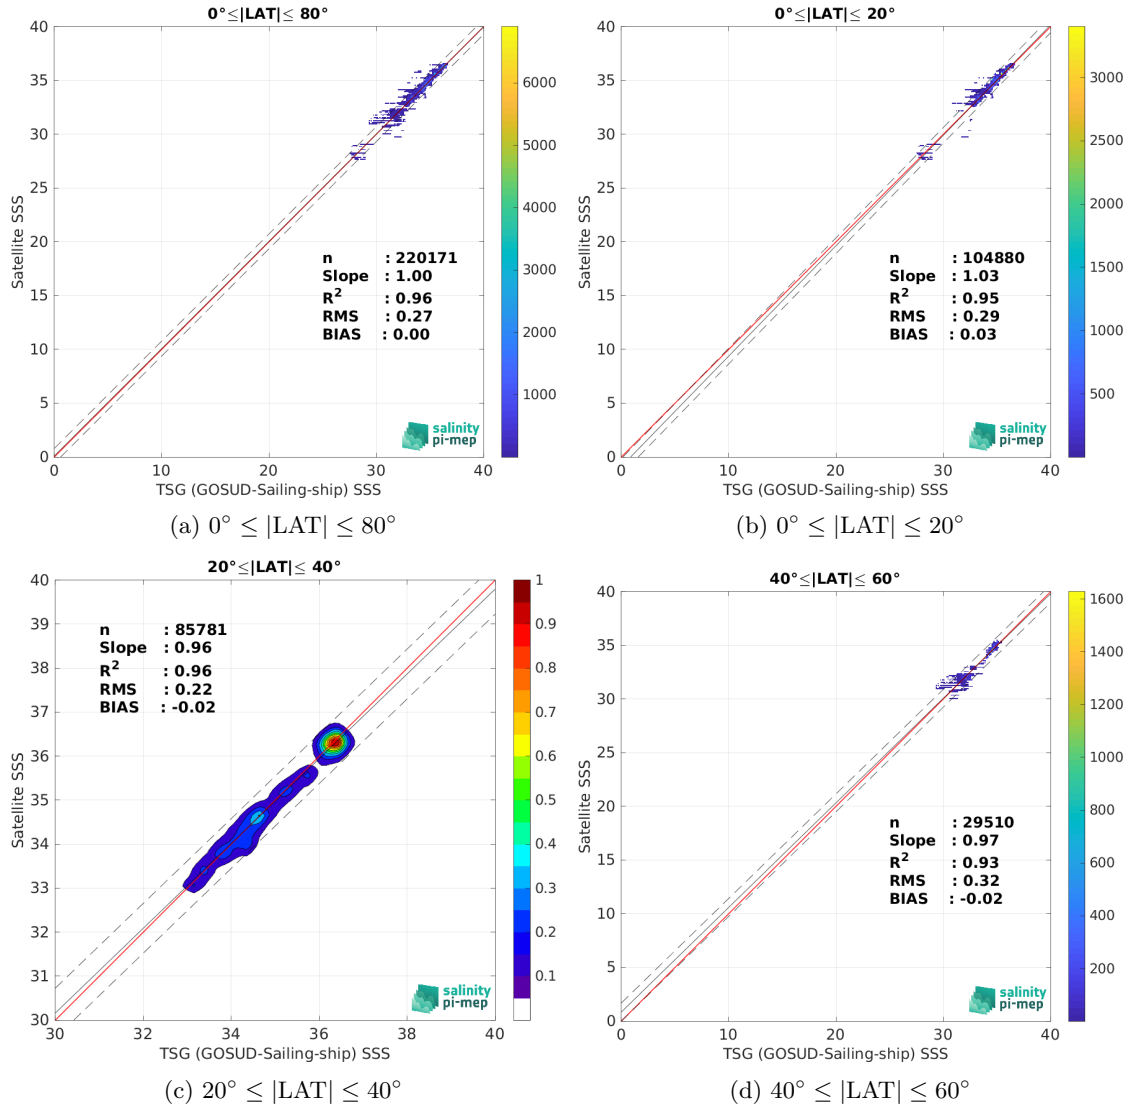 0°≤|LAT|≤ 80°
40
35
30
25
20
15
10
5
0
Satellite SSS
n : 220171
Slope : 1.00
R2 : 0.96
RMS : 0.27
BIAS : 0.00
salinity
pi-mep
0 10 20 30 40
TSG (GOSUD-Sailing-ship) SSS
6000
5000
4000
3000
2000
1000
(a) 0° ≤ |LAT| ≤ 80°
0°≤|LAT|≤ 20°
40
35
30
25
20
15
10
5
0
Satellite SSS
n : 104880
Slope : 1.03
R2 : 0.95
RMS : 0.29
BIAS : 0.03
salinity
pi-mep
0 10 20 30 40
TSG (GOSUD-Sailing-ship) SSS
3000
2500
2000
1500
1000
500
(b) 0° ≤ |LAT| ≤ 20°
20°≤|LAT|≤ 40°
40
39
38
37
36
35
34
33
32
31
30
Satellite SSS
n : 85781
Slope : 0.96
R2 : 0.96
RMS : 0.22
BIAS : -0.02
salinity
pi-mep
30 32 34 36 38 40
TSG (GOSUD-Sailing-ship) SSS
1
0.9
0.8
0.7
0.6
0.5
0.4
0.3
0.2
0.1
(c) 20° ≤ |LAT| ≤ 40°
40°≤|LAT|≤ 60°
40
35
30
25
20
15
10
5
0
Satellite SSS
n : 29510
Slope : 0.97
R2 : 0.93
RMS : 0.32
BIAS : -0.02
salinity
pi-mep
0 10 20 30 40
TSG (GOSUD-Sailing-ship) SSS
1600
1400
1200
1000
800
600
400
200
(d) 40° ≤ |LAT| ≤ 60°